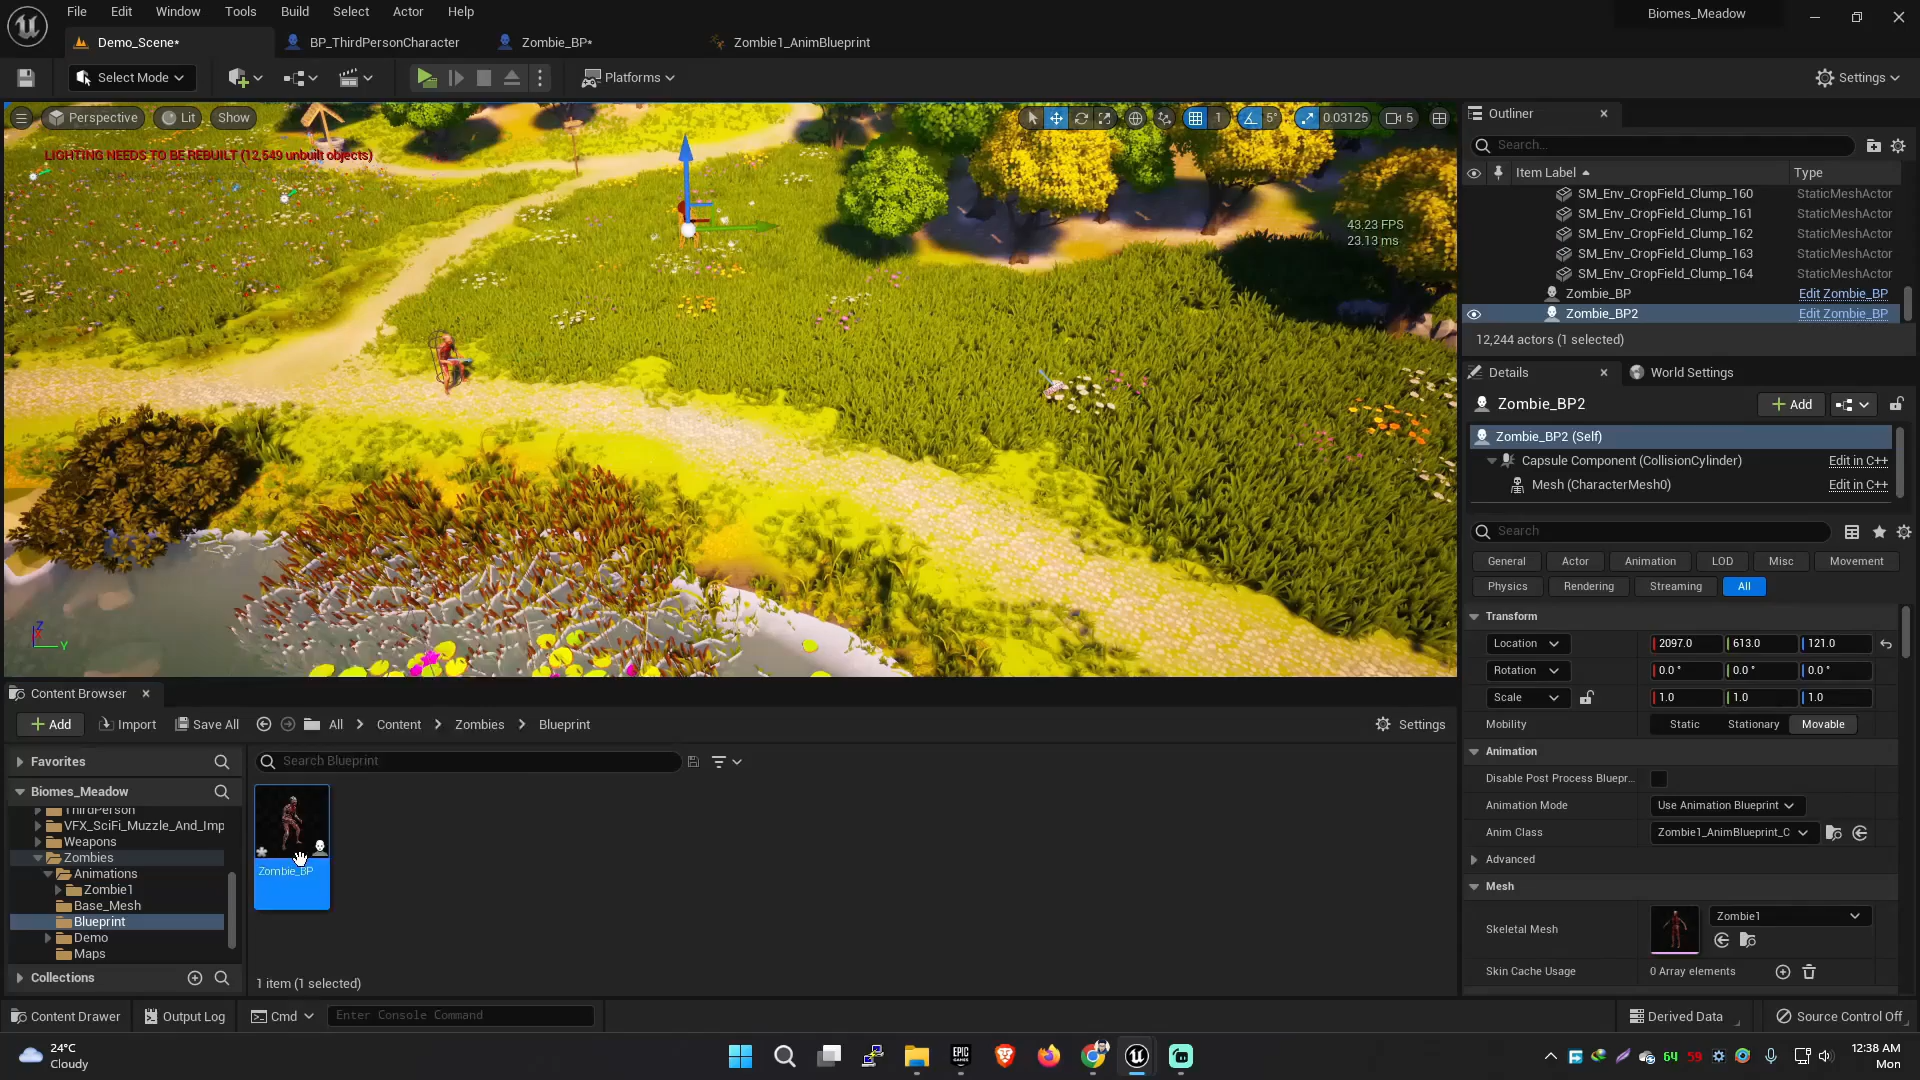 File Edit Window Tools Build Select Actor Help
Biomes_Meadow
Demo_Scene*
BP_ThirdPersonCharacter
Zombie_BP*
Zombie1_AnimBlueprint
Select Mode
Platforms
Settings
Perspective
Lit
Show
1
5°
0.03125
5
LIGHTING NEEDS TO BE REBUILT (12,549 unbuilt objects)
43.23 FPS
23.13 ms
Z
Y
Outliner
Search...
Item Label
Type
SM_Env_CropField_Clump_160 StaticMeshActor
SM_Env_CropField_Clump_161 StaticMeshActor
SM_Env_CropField_Clump_162 StaticMeshActor
SM_Env_CropField_Clump_163 StaticMeshActor
SM_Env_CropField_Clump_164 StaticMeshActor
Zombie_BP Edit Zombie_BP
Zombie_BP2 Edit Zombie_BP
12,244 actors (1 selected)
Details
World Settings
Zombie_BP2
Add
Zombie_BP2 (Self)
Capsule Component (CollisionCylinder) Edit in C++
Mesh (CharacterMesh0) Edit in C++
Search
General Actor Animation LOD Misc Movement
Physics Rendering Streaming All
Transform
Location 2097.0 613.0 121.0
Rotation 0.0 ° 0.0 ° 0.0 °
Scale 1.0 1.0 1.0
Mobility Static Stationary Movable
Animation
Disable Post Process Bluepr...
Animation Mode Use Animation Blueprint
Anim Class Zombie1_AnimBlueprint_C
Advanced
Mesh
Skeletal Mesh Zombie1
Skin Cache Usage 0 Array elements
Content Browser
Add
Import
Save All
All > Content > Zombies > Blueprint
Settings
Favorites
Search Blueprint
Biomes_Meadow
ThirdPerson
VFX_SciFi_Muzzle_And_Imp
Weapons
Zombies
Animations
Zombie1
Base_Mesh
Blueprint
Demo
Maps
Zombie_BP
Collections
1 item (1 selected)
Content Drawer
Output Log
Cmd
Enter Console Command
Derived Data
Source Control Off
24°C
Cloudy
EPIC
64
59
12:38 AM
Mon